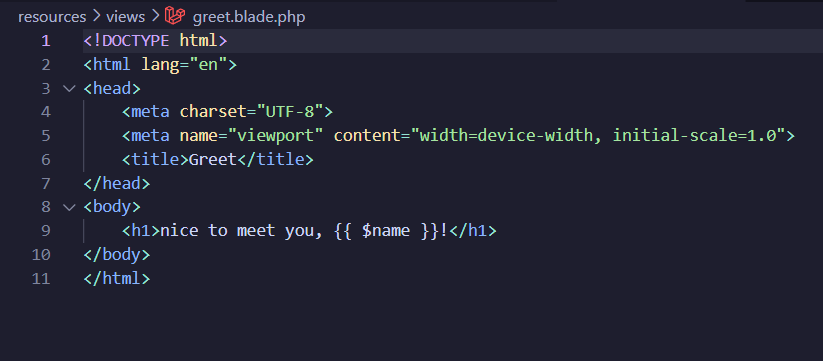 resources > views > greet.blade.php
1 <!DOCTYPE html>
2 <html lang="en">
3 <head>
4 <meta charset="UTF-8">
5 <meta name="viewport" content="width=device-width, initial-scale=1.0">
6 <title>Greet</title>
7 </head>
8 <body>
9 <h1>nice to meet you, {{ $name }}!</h1>
10 </body>
11 </html>